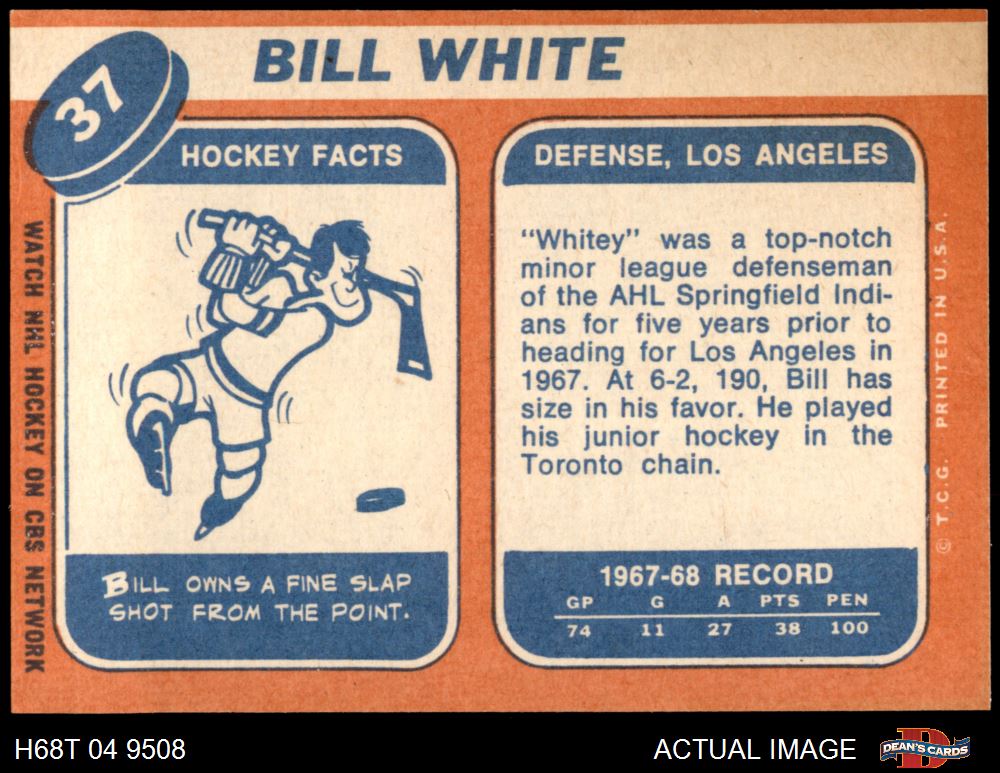 37
BILL WHITE
HOCKEY FACTS
BILL OWNS A FINE SLAP
SHOT FROM THE POINT.
DEFENSE, LOS ANGELES
“Whitey” was a top-notch
minor league defenseman
of the AHL Springfield Indi-
ans for five years prior to
heading for Los Angeles in
1967. At 6-2, 190, Bill has
size in his favor. He played
his junior hockey in the
Toronto chain.
1967-68 RECORD
GP G A PTS PEN
74 11 27 38 100
WATCH NHL HOCKEY ON CBS NETWORK
© T.C.G. PRINTED IN U.S.A.
H68T 04 9508
ACTUAL IMAGE
DEAN'S CARDS